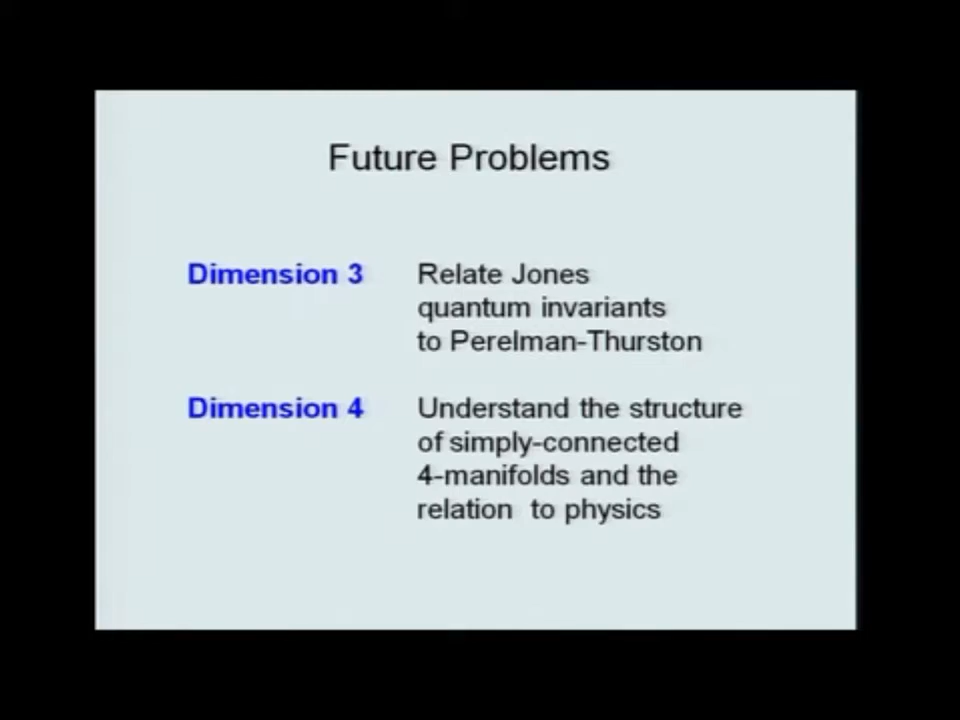 Future Problems
Dimension 3 Relate Jones
quantum invariants
to Perelman-Thurston
Dimension 4 Understand the structure
of simply-connected
4-manifolds and the
relation to physics